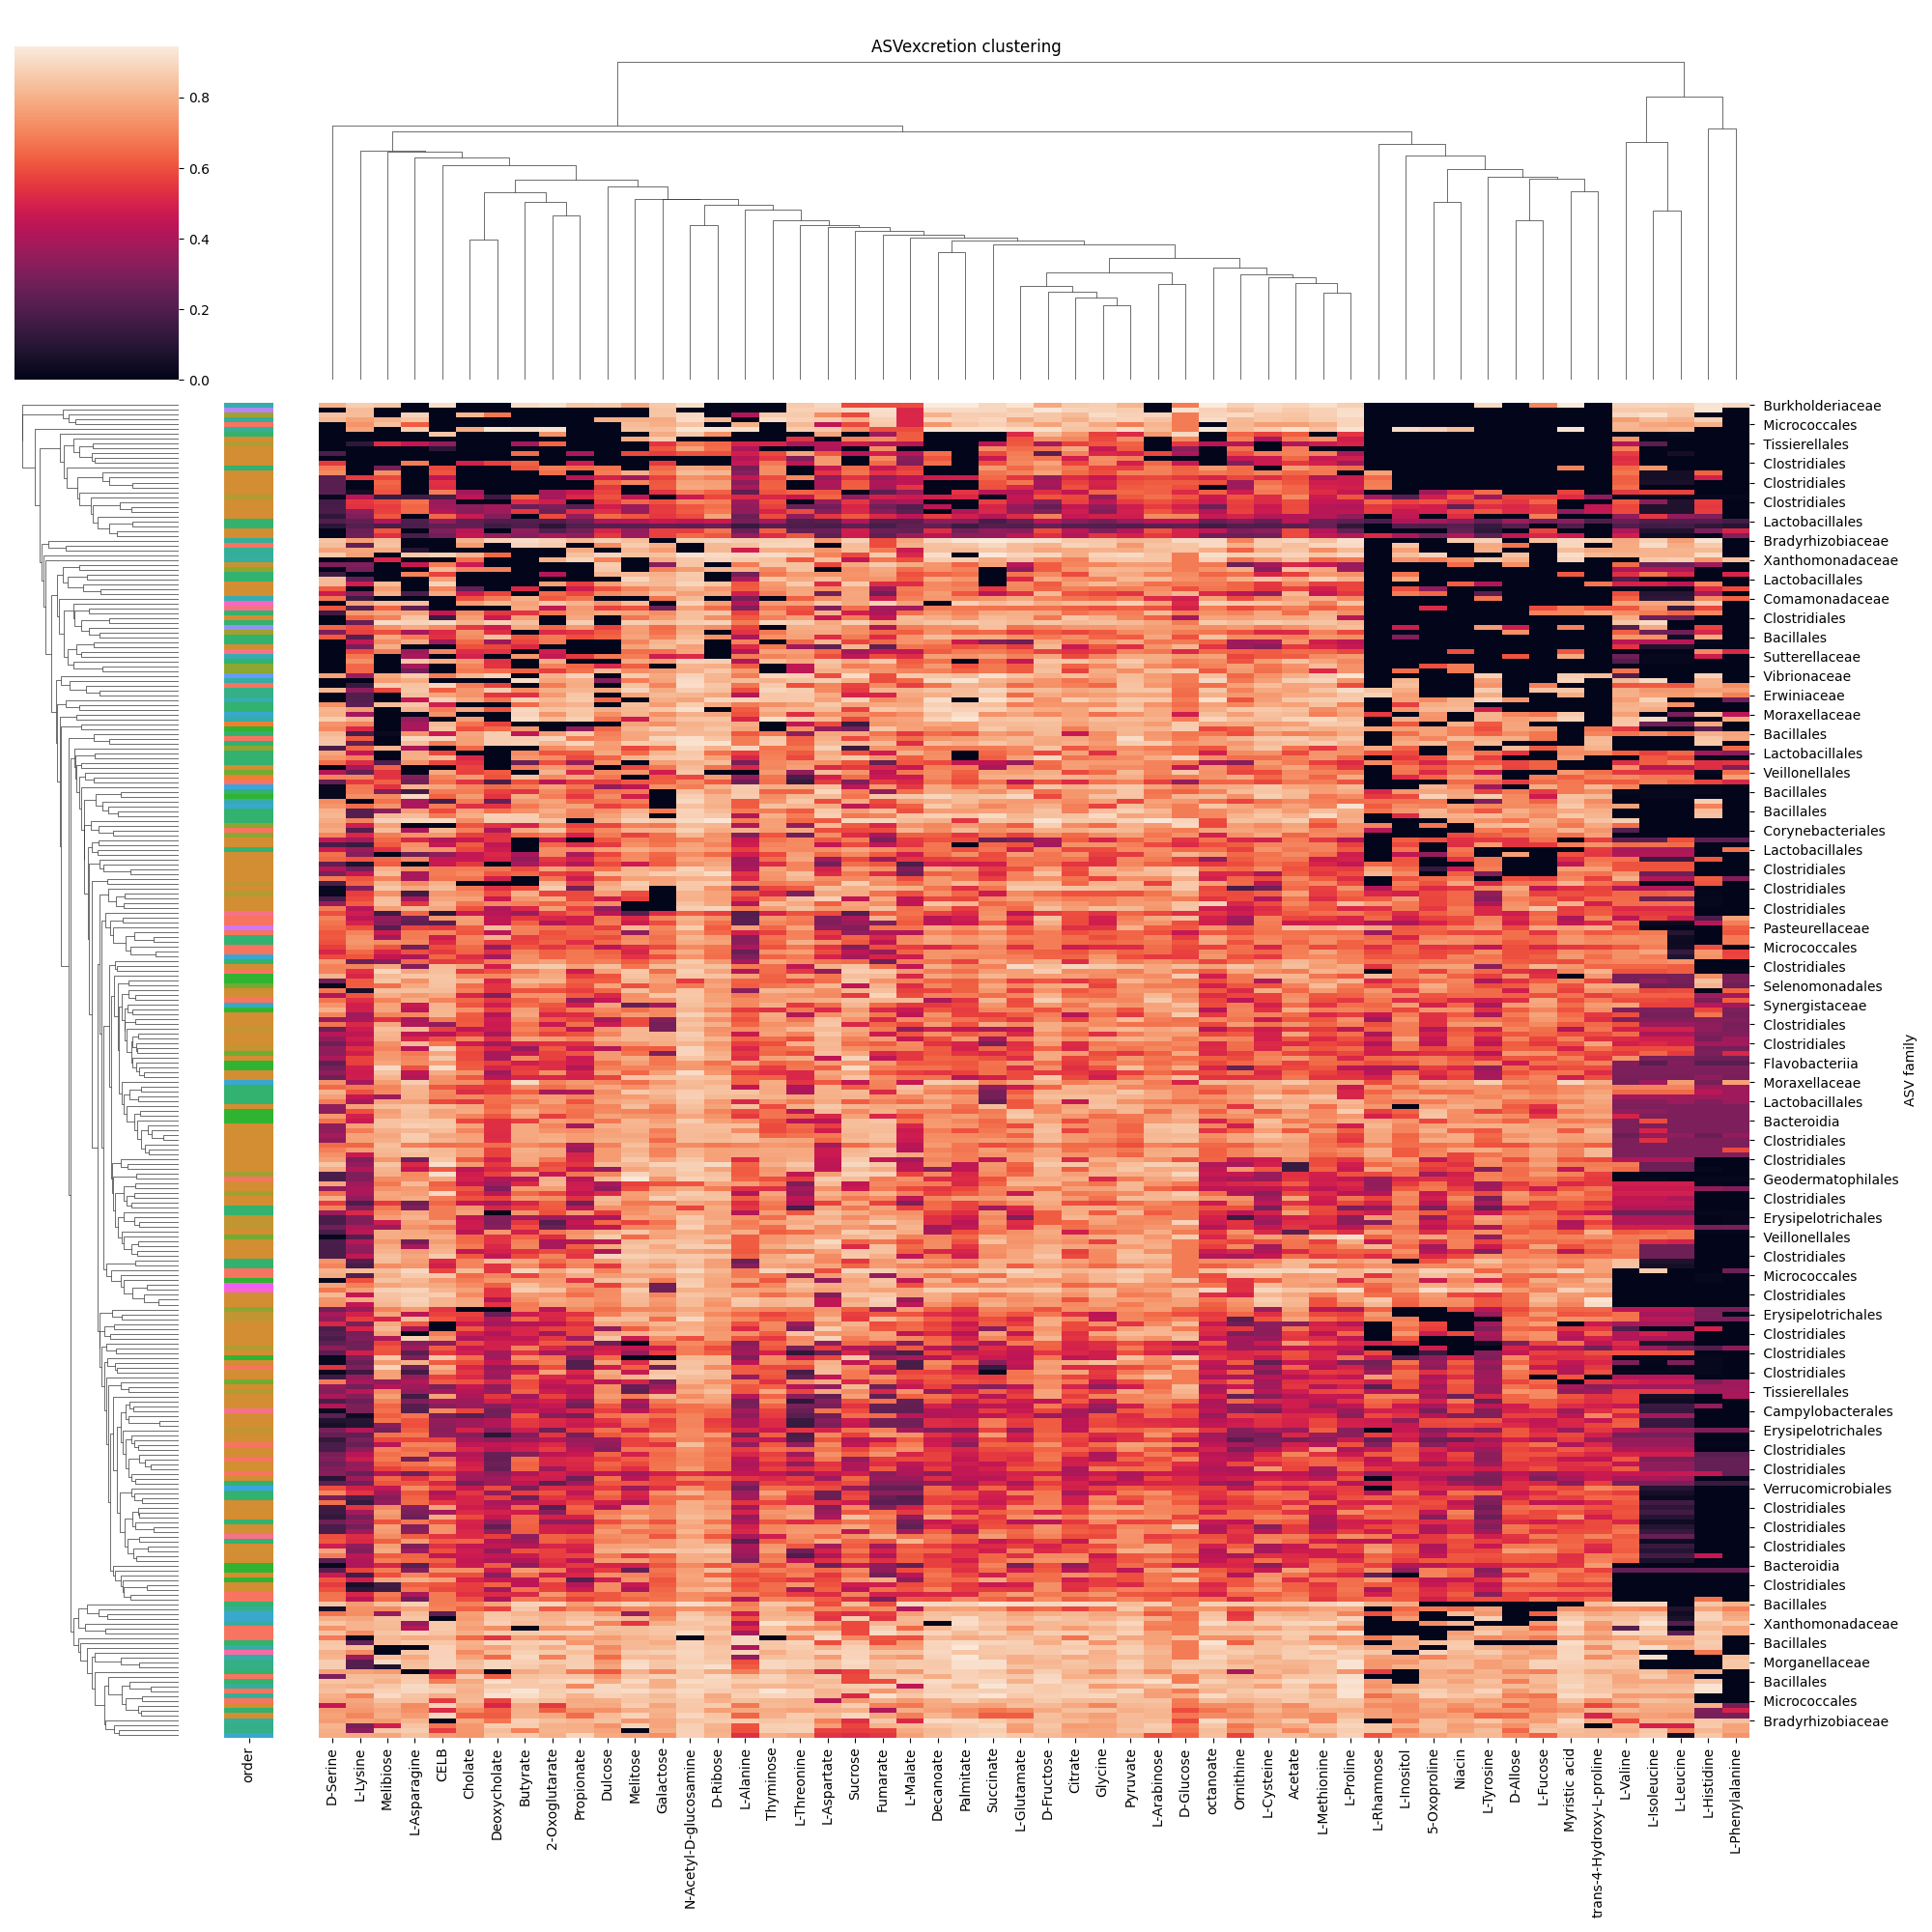 ASVexcretion clustering
0.8
0.6
0.4
0.2
0.0
Burkholderiaceae
Micrococcales
Tissierellales
Clostridiales
Clostridiales
Clostridiales
Lactobacillales
Bradyrhizobiaceae
Xanthomonadaceae
Lactobacillales
Comamonadaceae
Clostridiales
Bacillales
Sutterellaceae
Vibrionaceae
Erwiniaceae
Moraxellaceae
Bacillales
Lactobacillales
Veillonellales
Bacillales
Bacillales
Corynebacteriales
Lactobacillales
Clostridiales
Clostridiales
Clostridiales
Pasteurellaceae
Micrococcales
Clostridiales
Selenomonadales
Synergistaceae
Clostridiales
Clostridiales
Flavobacteriia
Moraxellaceae
Lactobacillales
Bacteroidia
Clostridiales
Clostridiales
Geodermatophilales
Clostridiales
Erysipelotrichales
Veillonellales
Clostridiales
Micrococcales
Clostridiales
Erysipelotrichales
Clostridiales
Clostridiales
Clostridiales
Tissierellales
Campylobacterales
Erysipelotrichales
Clostridiales
Clostridiales
Verrucomicrobiales
Clostridiales
Clostridiales
Clostridiales
Bacteroidia
Clostridiales
Bacillales
Xanthomonadaceae
Bacillales
Morganellaceae
Bacillales
Micrococcales
Bradyrhizobiaceae
ASV family
order
D-Serine
L-Lysine
Melibiose
L-Asparagine
CELB
Cholate
Deoxycholate
Butyrate
2-Oxoglutarate
Propionate
Dulcose
Melitose
Galactose
N-Acetyl-D-glucosamine
D-Ribose
L-Alanine
Thyminose
L-Threonine
L-Aspartate
Sucrose
Fumarate
L-Malate
Decanoate
Palmitate
Succinate
L-Glutamate
D-Fructose
Citrate
Glycine
Pyruvate
L-Arabinose
D-Glucose
octanoate
Ornithine
L-Cysteine
Acetate
L-Methionine
L-Proline
L-Rhamnose
L-Inositol
5-Oxoproline
Niacin
L-Tyrosine
D-Allose
L-Fucose
Myristic acid
trans-4-Hydroxy-L-proline
L-Valine
L-Isoleucine
L-Leucine
L-Histidine
L-Phenylalanine